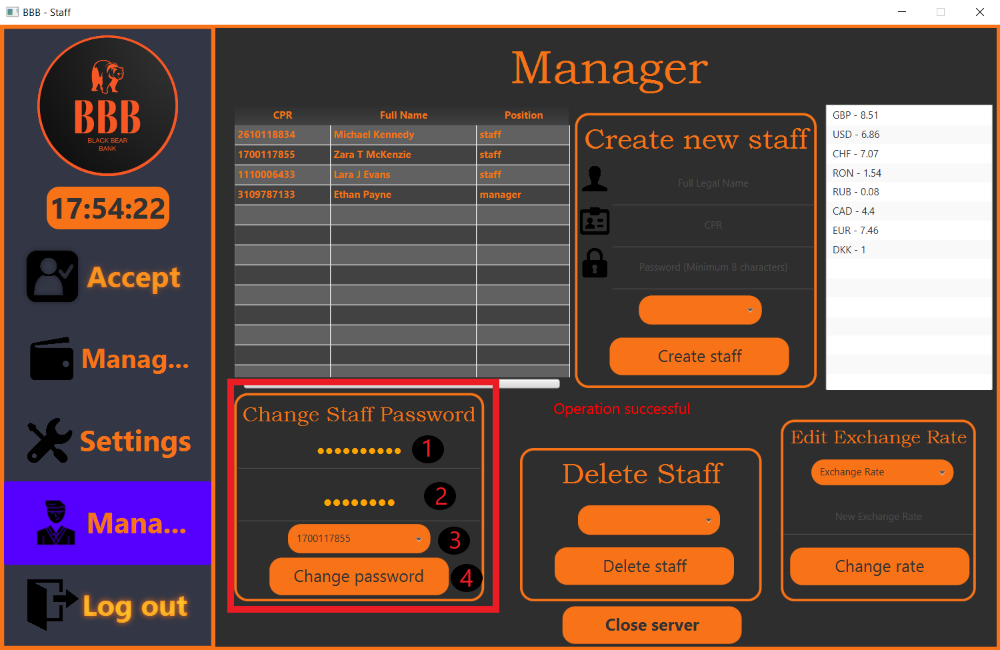 BBB - Staff
BBB
BLACK BEAR
BANK
17:54:22
Accept
Manag...
Settings
Mana...
Log out
Manager
CPR Full Name Position
2610118834 Michael Kennedy staff
1700117855 Zara T McKenzie staff
1110006433 Lara J Evans staff
3109787133 Ethan Payne manager
Create new staff
Full Legal Name
CPR
Password (Minimum 8 characters)
Create staff
GBP - 8.51
USD - 6.86
CHF - 7.07
RON - 1.54
RUB - 0.08
CAD - 4.4
EUR - 7.46
DKK - 1
Change Staff Password
●●●●●●●●●● 1
●●●●●●●● 2
1700117855 3
Change password 4
Operation successful
Delete Staff
Delete staff
Close server
Edit Exchange Rate
Exchange Rate
New Exchange Rate
Change rate